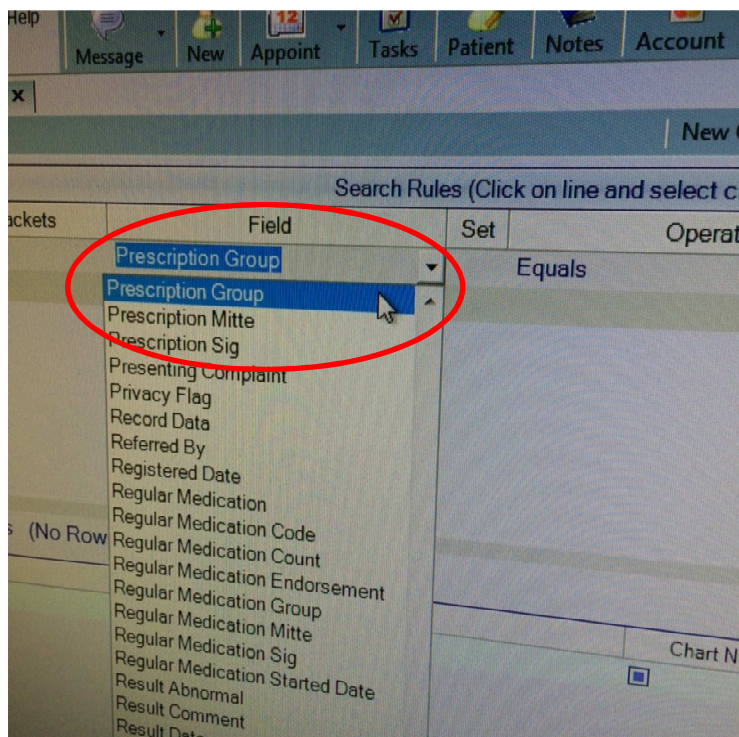 Help
Message New Appoint Tasks Patient Notes Account
x
New
Search Rules (Click on line and select c
ackets Field Set Operat
Prescription Group Equals
Prescription Group
Prescription Mitte
Prescription Sig
Presenting Complaint
Privacy Flag
Record Data
Referred By
Registered Date
Regular Medication
Regular Medication Code
(No Row
Regular Medication Count
Regular Medication Endorsement
Regular Medication Group
Regular Medication Mitte
Regular Medication Sig
Chart N
Regular Medication Started Date
Result Abnormal
Result Comment
Result Date